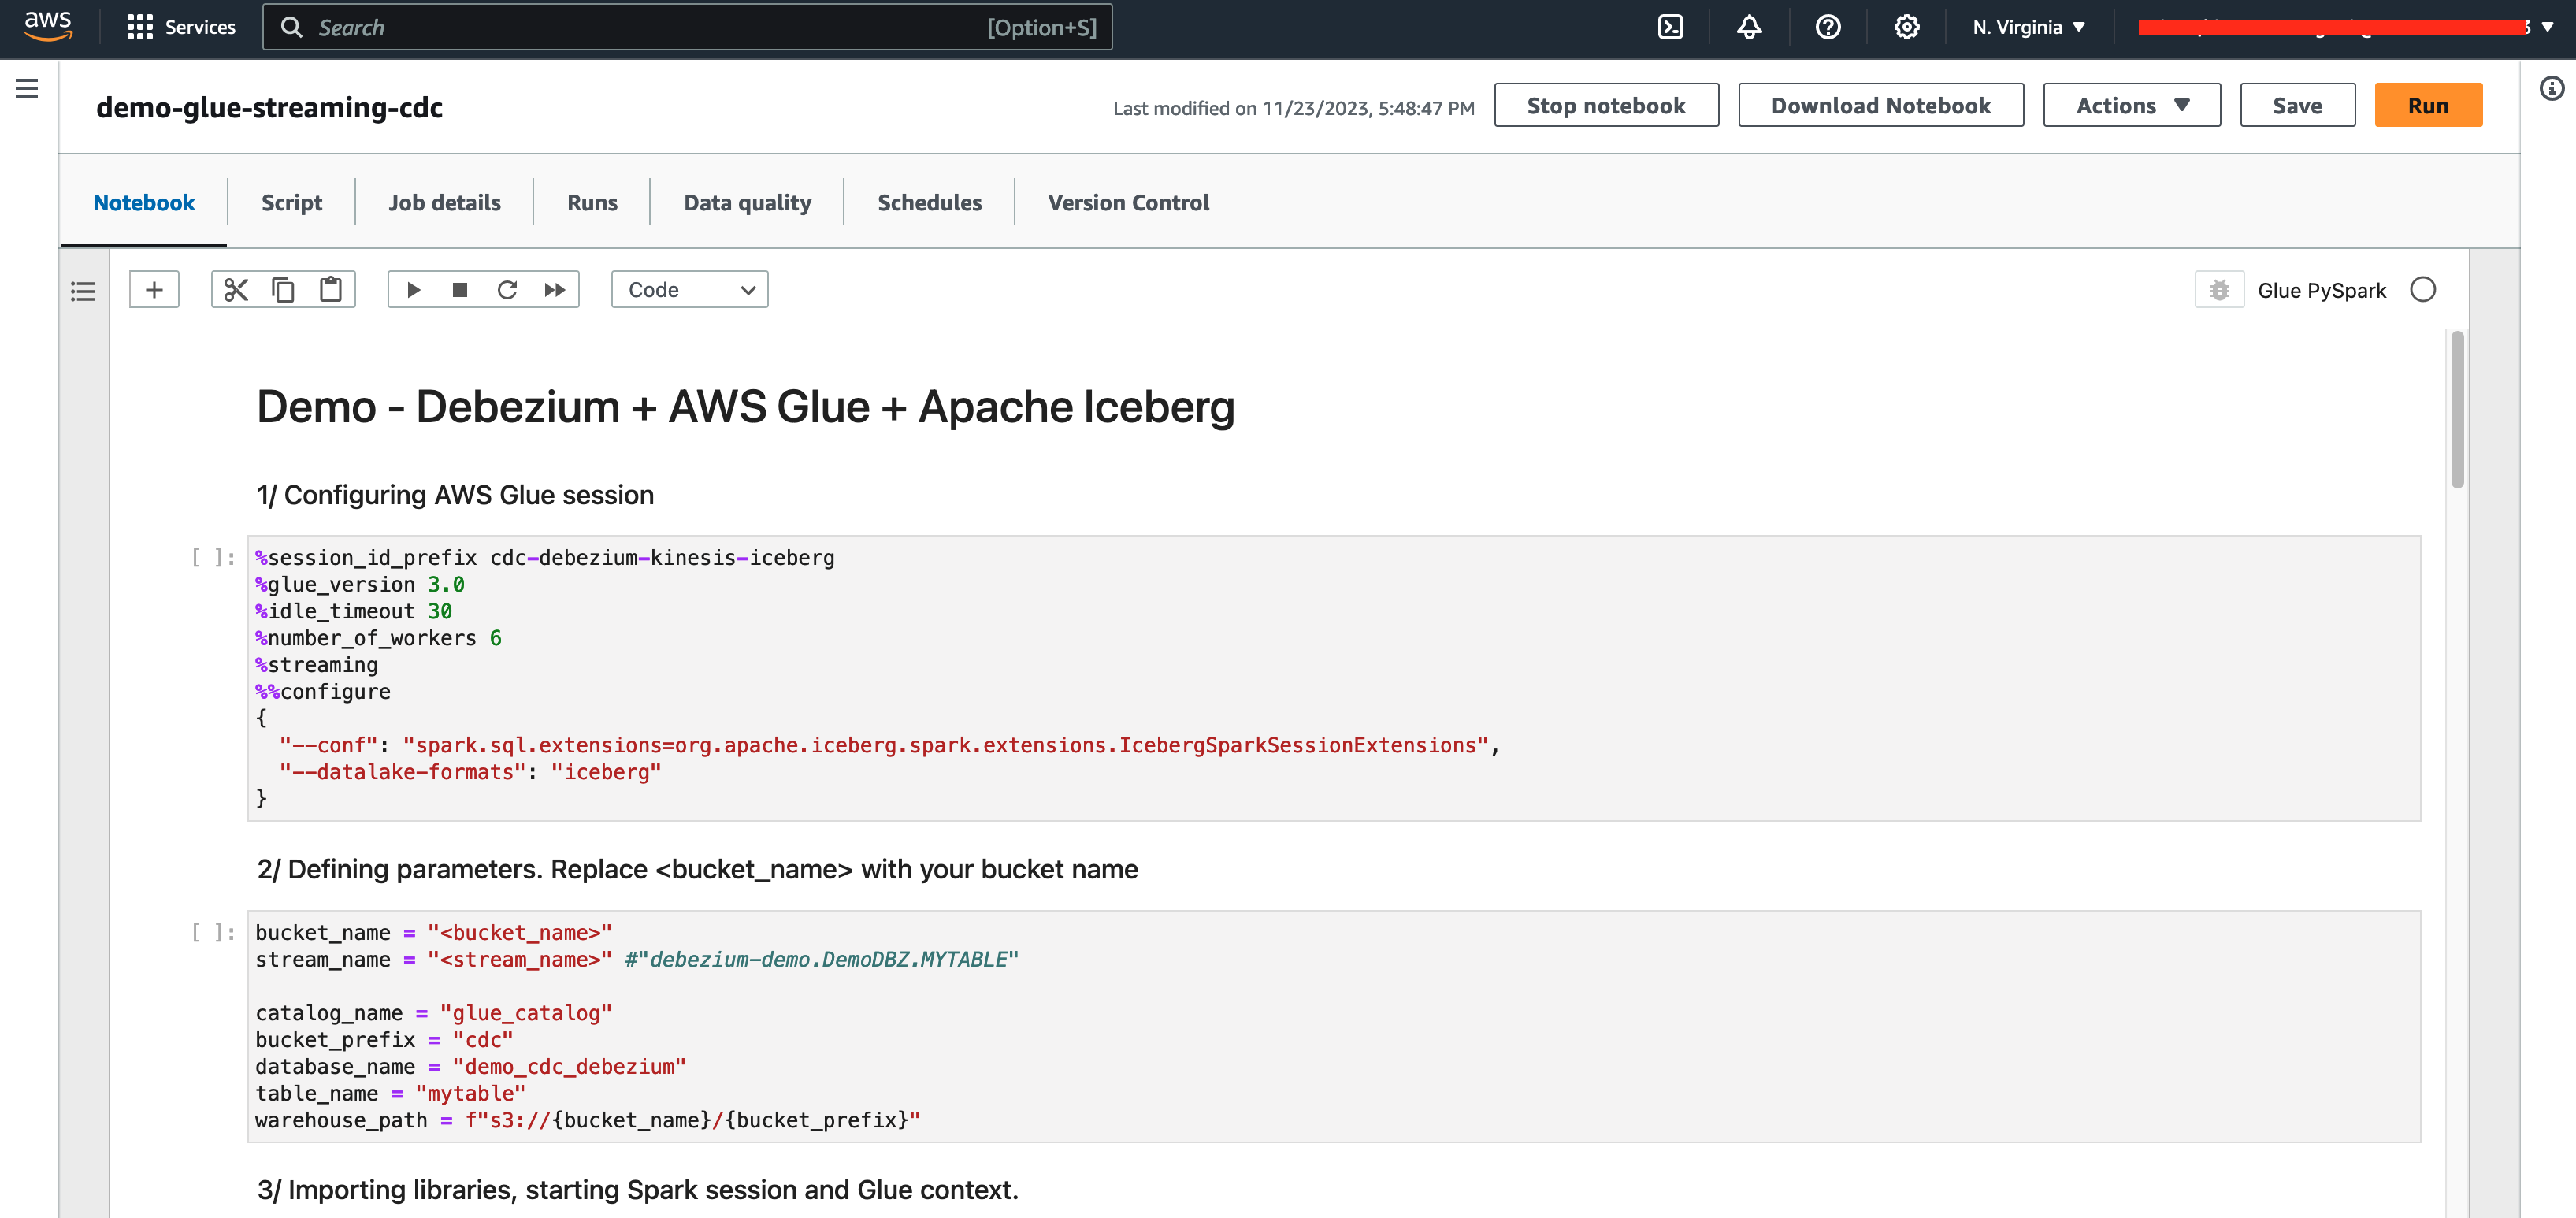 aws Services Search [Option+S] N. Virginia
demo-glue-streaming-cdc Last modified on 11/23/2023, 5:48:47 PM Stop notebook Download Notebook Actions Save Run
Notebook Script Job details Runs Data quality Schedules Version Control
Code Glue PySpark
Demo - Debezium + AWS Glue + Apache Iceberg
1/ Configuring AWS Glue session
[ ]: %session_id_prefix cdc-debezium-kinesis-iceberg
%glue_version 3.0
%idle_timeout 30
%number_of_workers 6
%streaming
%%configure
{
  "--conf": "spark.sql.extensions=org.apache.iceberg.spark.extensions.IcebergSparkSessionExtensions",
  "--datalake-formats": "iceberg"
}
2/ Defining parameters. Replace <bucket_name> with your bucket name
[ ]: bucket_name = "<bucket_name>"
stream_name = "<stream_name>" #"debezium-demo.DemoDBZ.MYTABLE"
catalog_name = "glue_catalog"
bucket_prefix = "cdc"
database_name = "demo_cdc_debezium"
table_name = "mytable"
warehouse_path = f"s3://{bucket_name}/{bucket_prefix}"
3/ Importing libraries, starting Spark session and Glue context.